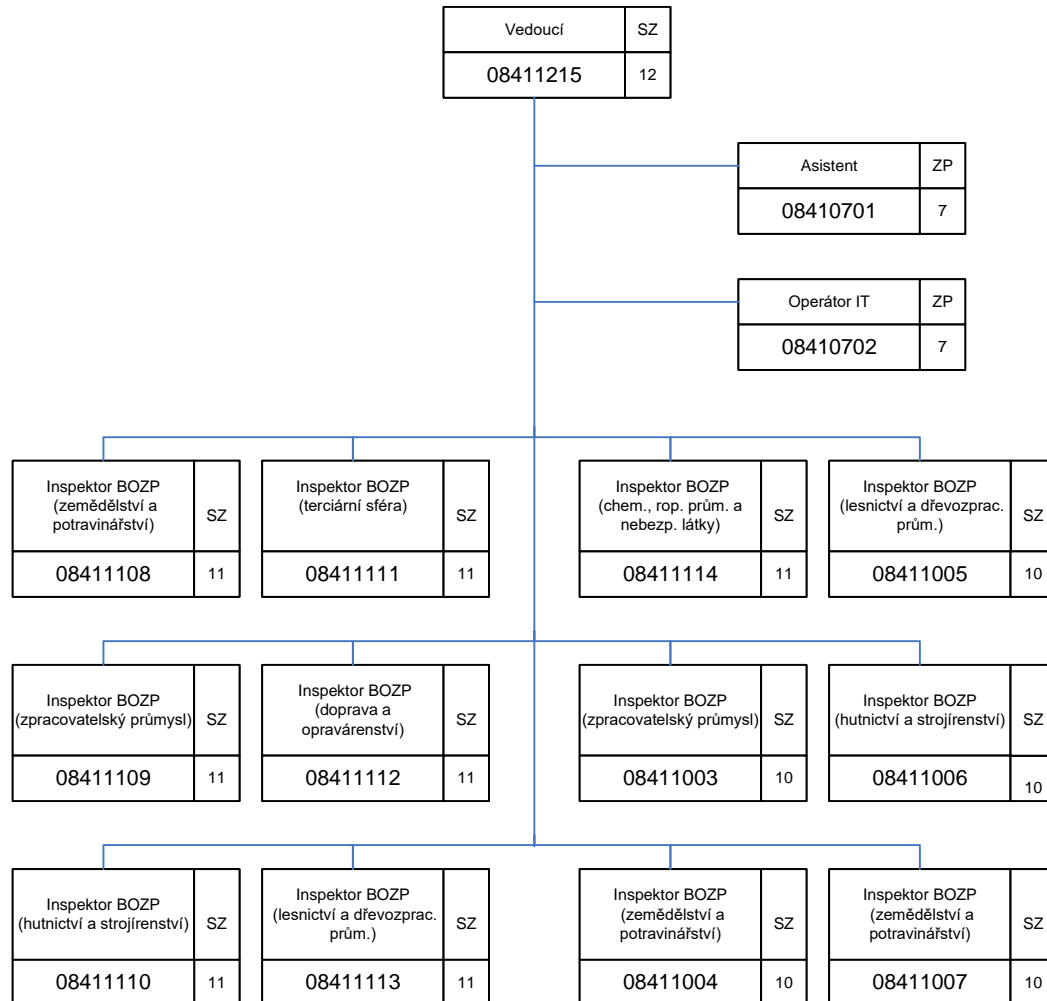 Vedoucí SZ
08411215 12
Asistent ZP
08410701 7
Operátor IT ZP
08410702 7
Inspektor BOZP
(zemědělství a
potravinářství)
SZ
08411108 11
Inspektor BOZP
(terciární sféra)
SZ
08411111 11
Inspektor BOZP
(chem., rop. prům. a
nebezp. látky)
SZ
08411114 11
Inspektor BOZP
(lesnictví a dřevozprac.
prům.)
SZ
08411005 10
Inspektor BOZP
(zpracovatelský průmysl)
SZ
08411109 11
Inspektor BOZP
(doprava a
opravárenství)
SZ
08411112 11
Inspektor BOZP
(zpracovatelský průmysl)
SZ
08411003 10
Inspektor BOZP
(hutnictví a strojírenství)
SZ
08411006 10
Inspektor BOZP
(hutnictví a strojírenství)
SZ
08411110 11
Inspektor BOZP
(lesnictví a dřevozprac.
prům.)
SZ
08411113 11
Inspektor BOZP
(zemědělství a
potravinářství)
SZ
08411004 10
Inspektor BOZP
(zemědělství a
potravinářství)
SZ
08411007 10